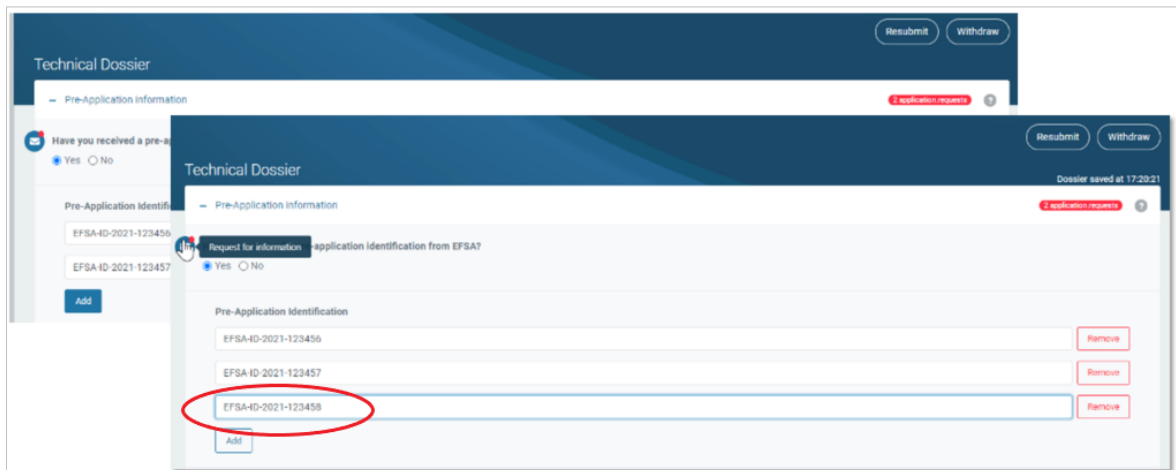 Resubmit Withdraw
Technical Dossier
Pre-Application information
2 application requests
Have you received a pre-a
Yes No
Pre-Application Identifi
EFSA-ID-2021-123456
EFSA-ID-2021-123457
Add
Resubmit Withdraw
Technical Dossier
Dossier saved at 17:20:21
Pre-Application information
2 application requests
Request for information -application identification from EFSA?
Yes No
Pre-Application Identification
EFSA-ID-2021-123456 Remove
EFSA-ID-2021-123457 Remove
EFSA-ID-2021-123458 Remove
Add